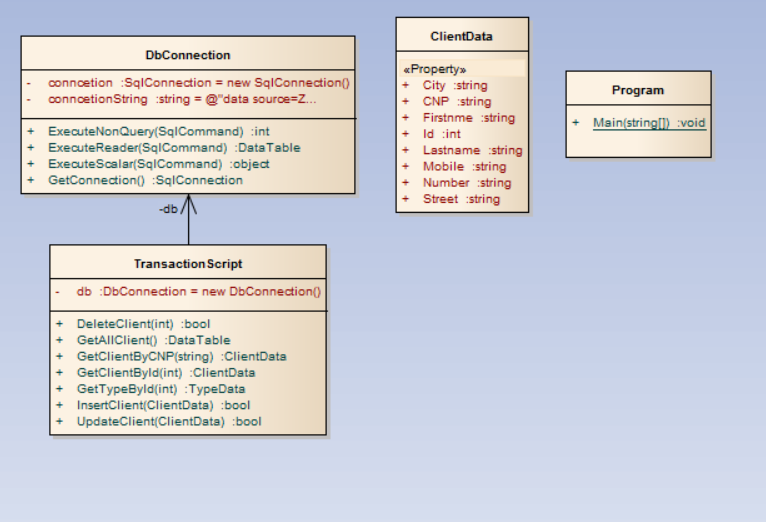 DbConnection
- conncetion :SqlConnection = new SqlConnection()
- conncetionString :string = @"data source=Z...
+ ExecuteNonQuery(SqlCommand) :int
+ ExecuteReader(SqlCommand) :DataTable
+ ExecuteScalar(SqlCommand) :object
+ GetConnection() :SqlConnection
ClientData
«Property»
+ City :string
+ CNP :string
+ Firstnme :string
+ Id :int
+ Lastname :string
+ Mobile :string
+ Number :string
+ Street :string
Program
+ Main(string[]) :void
-db
TransactionScript
- db :DbConnection = new DbConnection()
+ DeleteClient(int) :bool
+ GetAllClient() :DataTable
+ GetClientByCNP(string) :ClientData
+ GetClientById(int) :ClientData
+ GetTypeById(int) :TypeData
+ InsertClient(ClientData) :bool
+ UpdateClient(ClientData) :bool